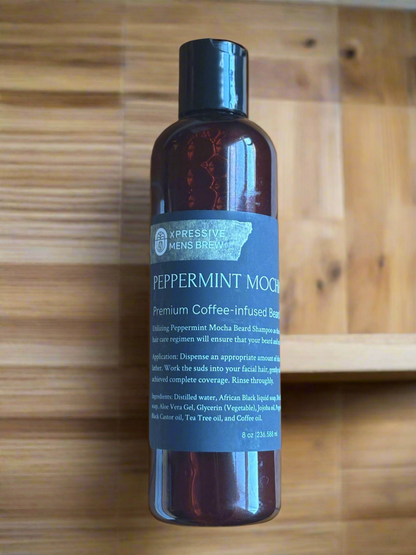 XPRESSIVE
MENS BREW
PEPPERMINT MOCH
Premium Coffee-infused Bear
Utilizing Peppermint Mocha Beard Shampoo as
hair care regimen will ensure that your beard
Application: Dispense an appropriate amount of
lather. Work the suds into your facial hair,
achieved complete coverage. Rinse throughly.
Ingredients: Distilled water, African Black liquid soap,
soap, Aloe Vera Gel, Glycerin (Vegetable), Jojoba oil,
Black Castor oil, Tea Tree oil, and Coffee oil.
8 oz |226.588